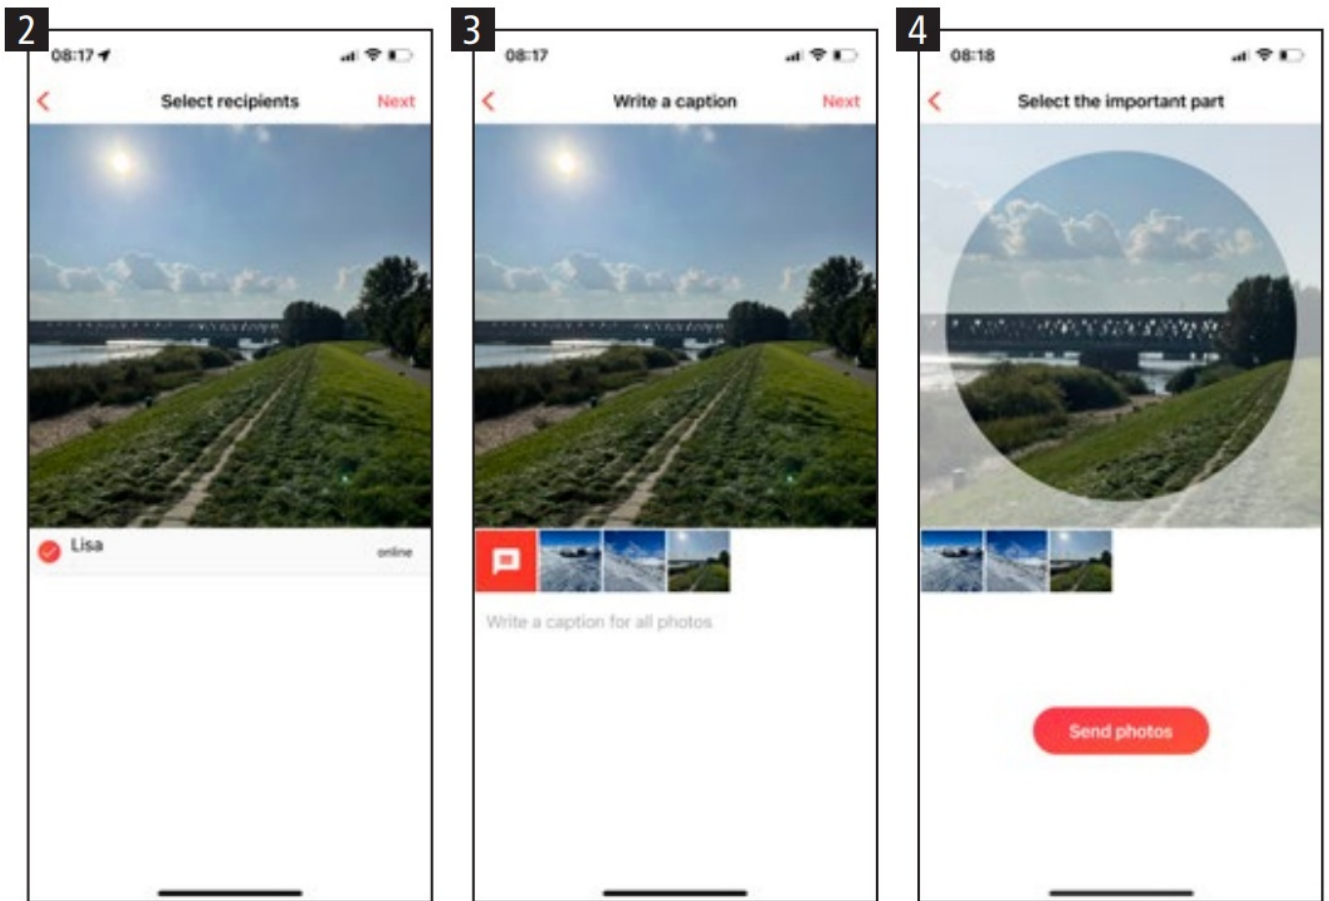 2
08:17
Select recipients
Next
Lisa
online
3
08:17
Write a caption
Next
Write a caption for all photos
4
08:18
Select the important part
Send photos